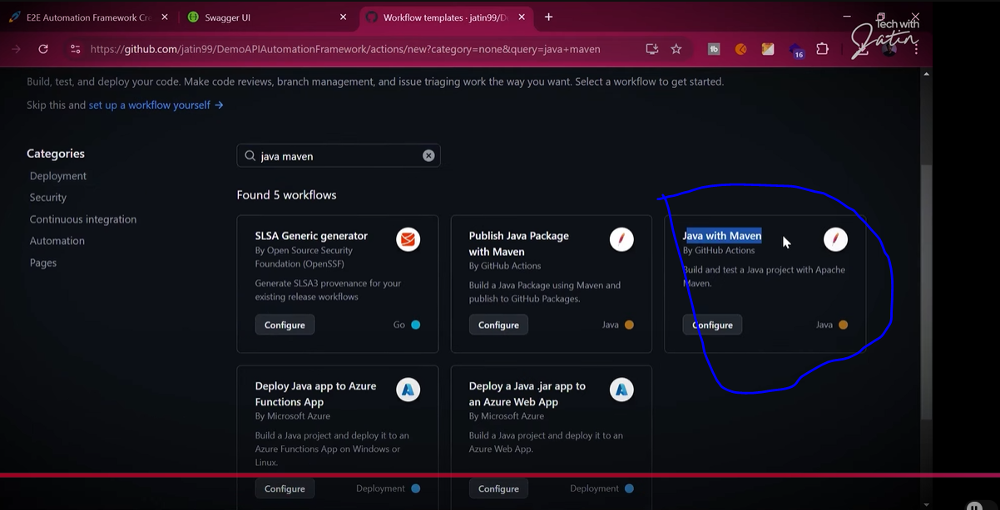 E2E Automation Framework Cre
Swagger UI
Workflow templates · jatin99/De
Tech with
Jatin.
https://github.com/jatin99/DemoAPIAutomationFramework/actions/new?category=none&query=java+maven
16
Build, test, and deploy your code. Make code reviews, branch management, and issue triaging work the way you want. Select a workflow to get started.
Skip this and set up a workflow yourself →
Categories
Deployment
Security
Continuous integration
Automation
Pages
java maven
Found 5 workflows
SLSA Generic generator
By Open Source Security
Foundation (OpenSSF)
Generate SLSA3 provenance for your
existing release workflows
Configure
Go
Publish Java Package
with Maven
By GitHub Actions
Build a Java Package using Maven and
publish to GitHub Packages.
Configure
Java
Java with Maven
By GitHub Actions
Build and test a Java project with Apache
Maven.
Configure
Java
Deploy Java app to Azure
Functions App
By Microsoft Azure
Build a Java project and deploy it to an
Azure Functions App on Windows or
Linux.
Configure
Deployment
Deploy a Java .jar app to
an Azure Web App
By Microsoft Azure
Build a Java project and deploy it to an
Azure Web App.
Configure
Deployment